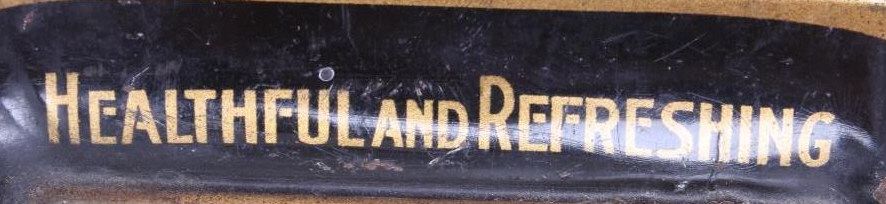 HEALTHFUL AND REFRESHING